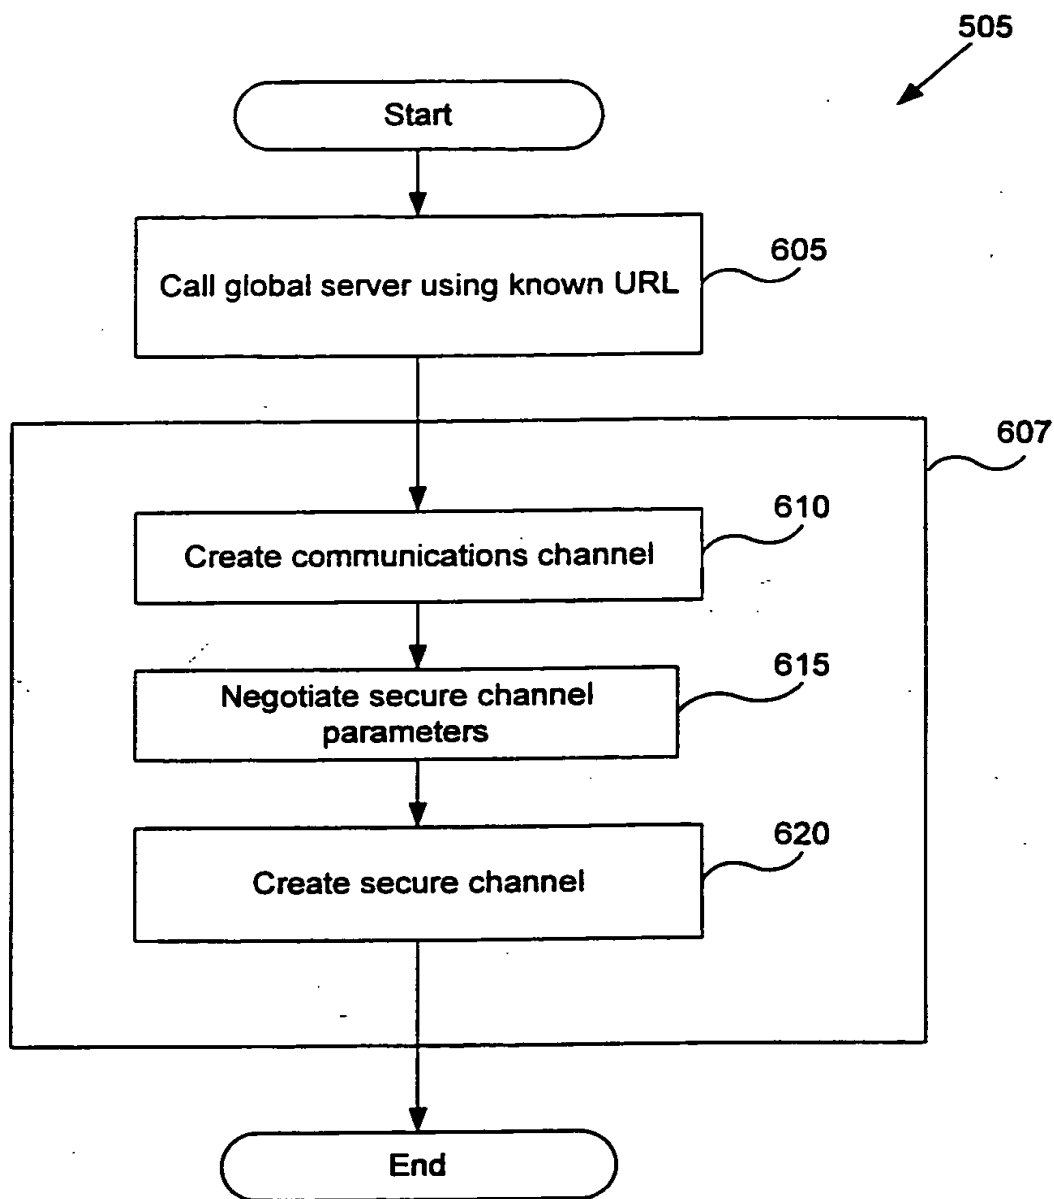 505
Start
605
Call global server using known URL
607
610
Create communications channel
615
Negotiate secure channel
parameters
620
Create secure channel
End